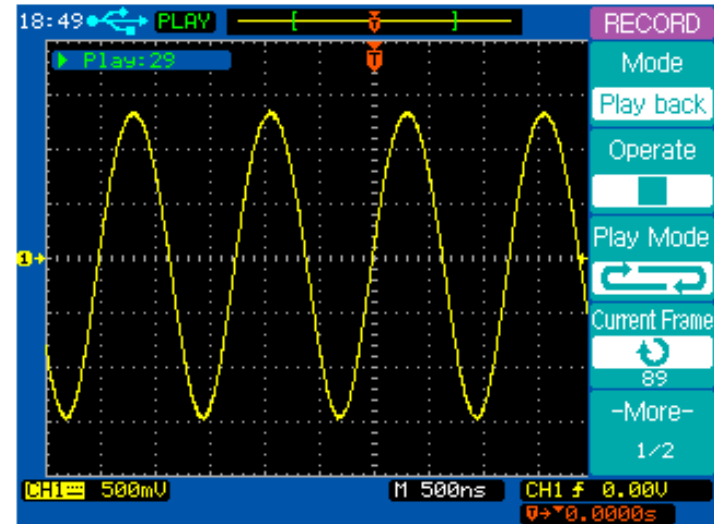 18:49 PLAY T RECORD
Play:29 T
Mode
Play back
Operate
Play Mode
Current Frame
89
-More-
1/2
1
CH1 500mV M 500ns CH1 0.00V
T→▼0.0000s